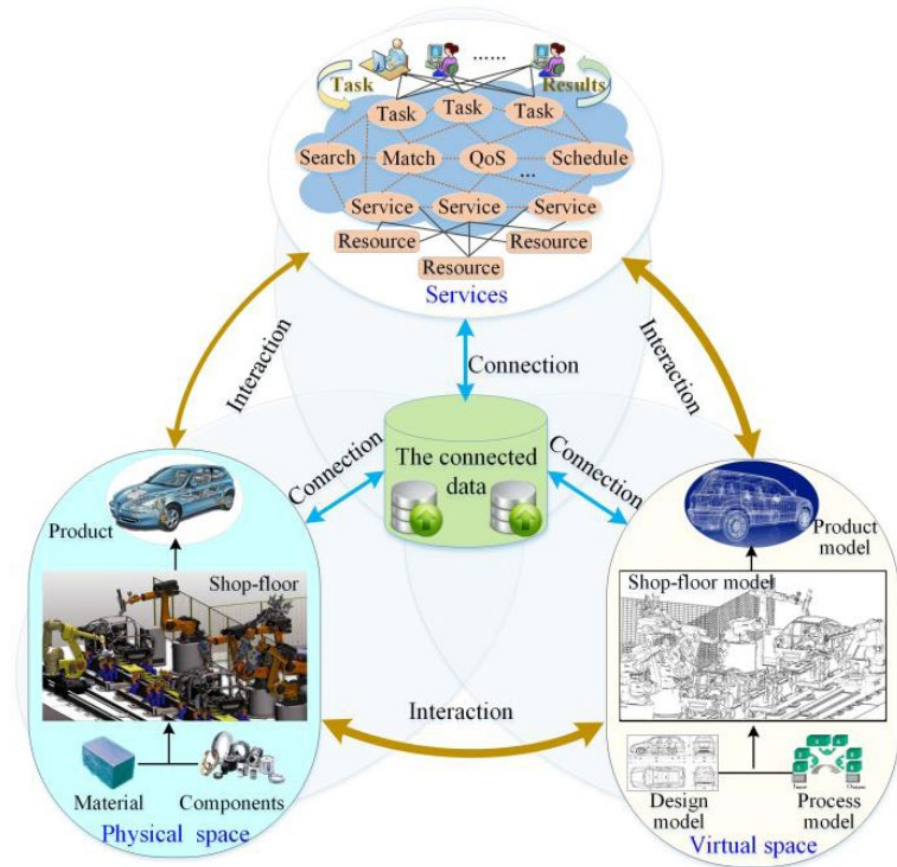 Task
......
Results
Task
Task
Task
Search
Match
QoS
Schedule
...
Service
Service
Service
Resource
Resource
Resource
Services
Interaction
Interaction
Connection
The connected
data
Connection
Connection
Product
Shop-floor
Material
Components
Physical space
Interaction
Product
model
Shop-floor model
Design
model
Process
model
Virtual space